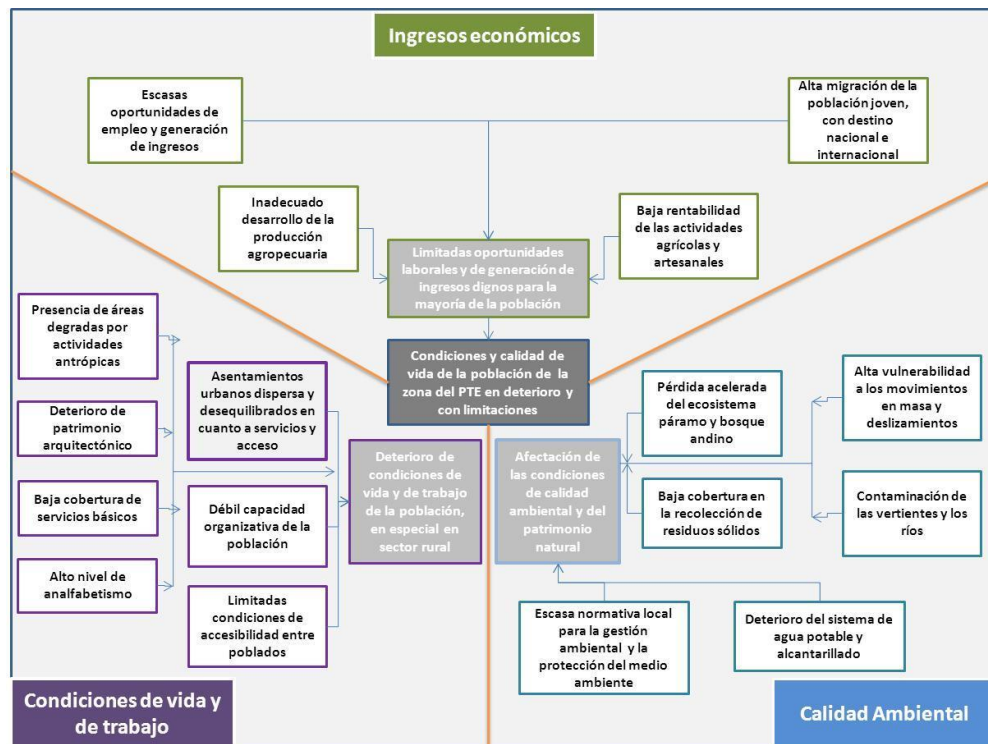 Ingresos económicos
Escasas
oportunidades de
empleo y generación
de ingresos
Alta migración de la
población joven,
con destino
nacional e
internacional
Inadecuado
desarrollo de la
producción
agropecuaria
Baja rentabilidad
de las actividades
agrícolas y
artesanales
Limitadas oportunidades
laborales y de generación de
ingresos dignos para la
mayoría de la población
Condiciones y calidad de
vida de la población de la
zona del PTE en deterioro y
con limitaciones
Presencia de áreas
degradas por
actividades
antrópicas
Deterioro de
patrimonio
arquitectónico
Baja cobertura de
servicios básicos
Alto nivel de
analfabetismo
Asentamientos
urbanos dispersa y
desequilibrados en
cuanto a servicios y
acceso
Débil capacidad
organizativa de la
población
Limitadas
condiciones de
accesibilidad entre
poblados
Deterioro de
condiciones de
vida y de trabajo
de la población,
en especial en
sector rural
Afectación de
las condiciones
de calidad
ambiental y del
patrimonio
natural
Pérdida acelerada
del ecosistema
páramo y bosque
andino
Baja cobertura en
la recolección de
residuos sólidos
Alta vulnerabilidad
a los movimientos
en masa y
deslizamientos
Contaminación de
las vertientes y los
ríos
Escasa normativa local
para la gestión
ambiental y la
protección del medio
ambiente
Deterioro del sistema de
agua potable y
alcantarillado
Condiciones de vida y
de trabajo
Calidad Ambiental